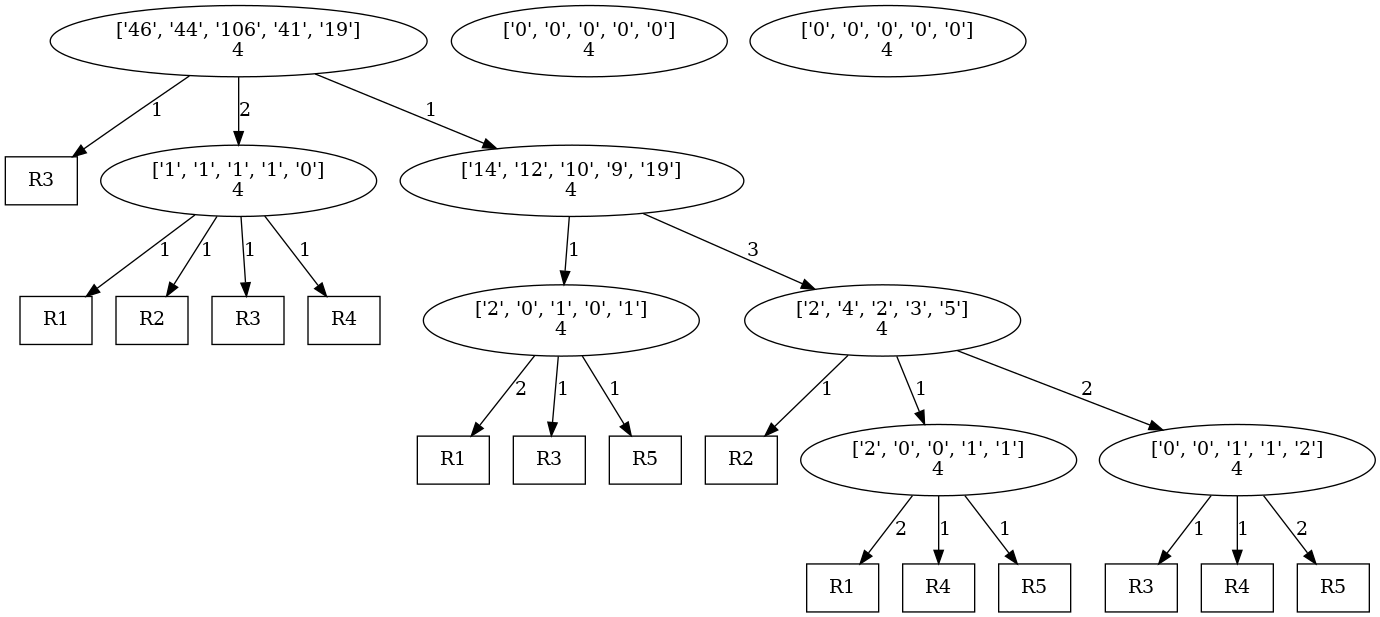 ['46', '44', '106', '41', '19']
4
['0', '0', '0', '0', '0']
4
['0', '0', '0', '0', '0']
4
1
2
1
R3
['1', '1', '1', '1', '0']
4
['14', '12', '10', '9', '19']
4
1
1
1
1
1
3
R1
R2
R3
R4
['2', '0', '1', '0', '1']
4
['2', '4', '2', '3', '5']
4
2
1
1
1
1
2
R1
R3
R5
R2
['2', '0', '0', '1', '1']
4
['0', '0', '1', '1', '2']
4
2
1
1
1
1
2
R1
R4
R5
R3
R4
R5